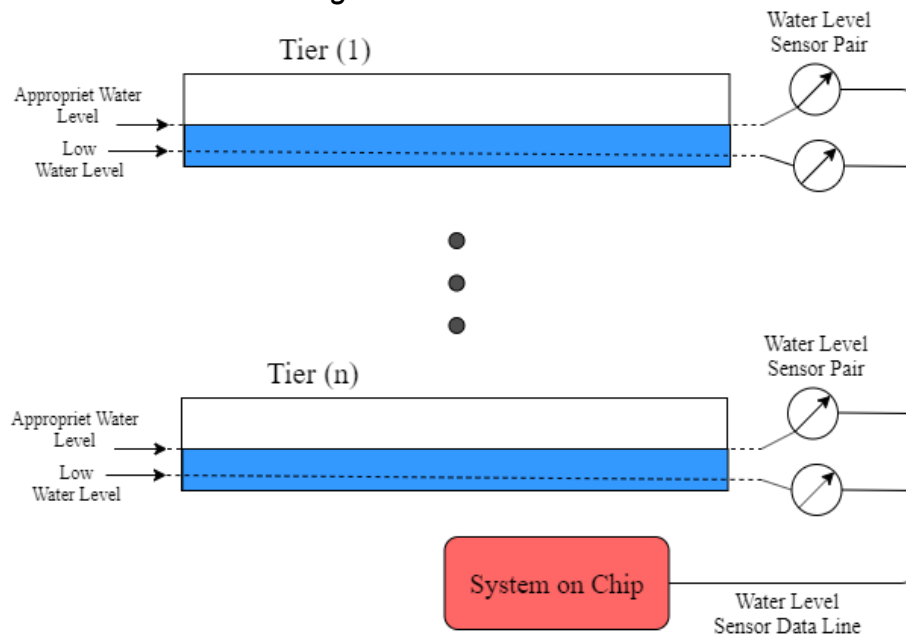 Water Level
Sensor Pair
Tier (1)
Appropriet Water
Level
Low
Water Level
Water Level
Sensor Pair
Tier (n)
Appropriet Water
Level
Low
Water Level
System on Chip
Water Level
Sensor Data Line